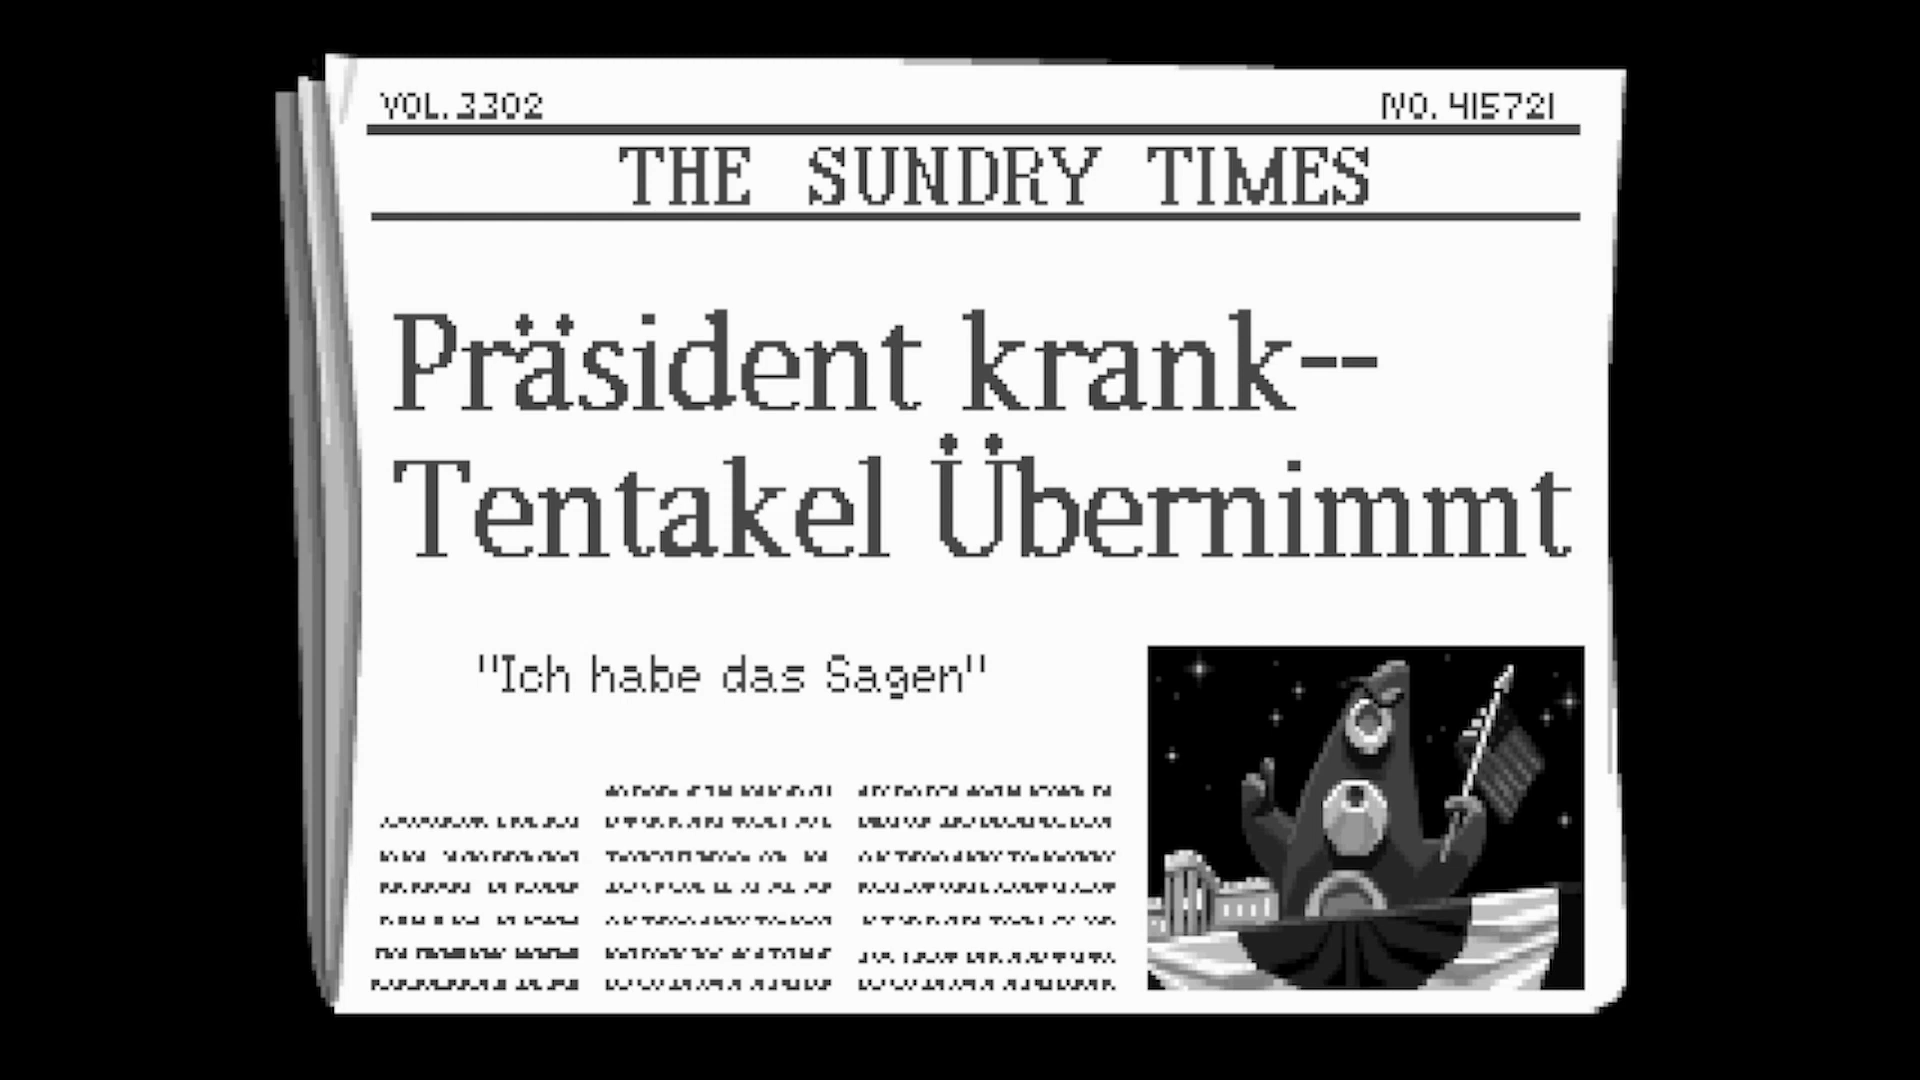 VOL. 3302
NO. 415721
THE SUNDRY TIMES
Präsident krank--
Tentakel Übernimmt
"Ich habe das Sagen"